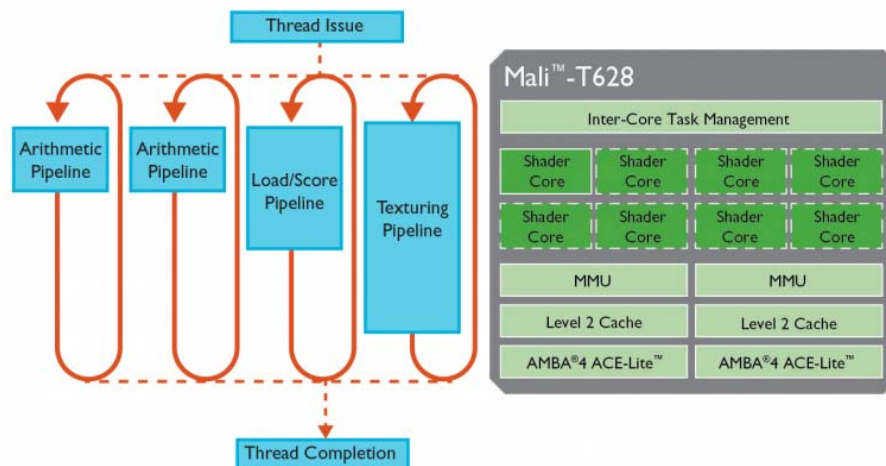 Thread Issue
Arithmetic
Pipeline
Arithmetic
Pipeline
Load/Score
Pipeline
Texturing
Pipeline
Thread Completion
Mali™-T628
Inter-Core Task Management
Shader
Core
Shader
Core
Shader
Core
Shader
Core
Shader
Core
Shader
Core
Shader
Core
Shader
Core
MMU
MMU
Level 2 Cache
Level 2 Cache
AMBA®4 ACE-Lite™
AMBA®4 ACE-Lite™